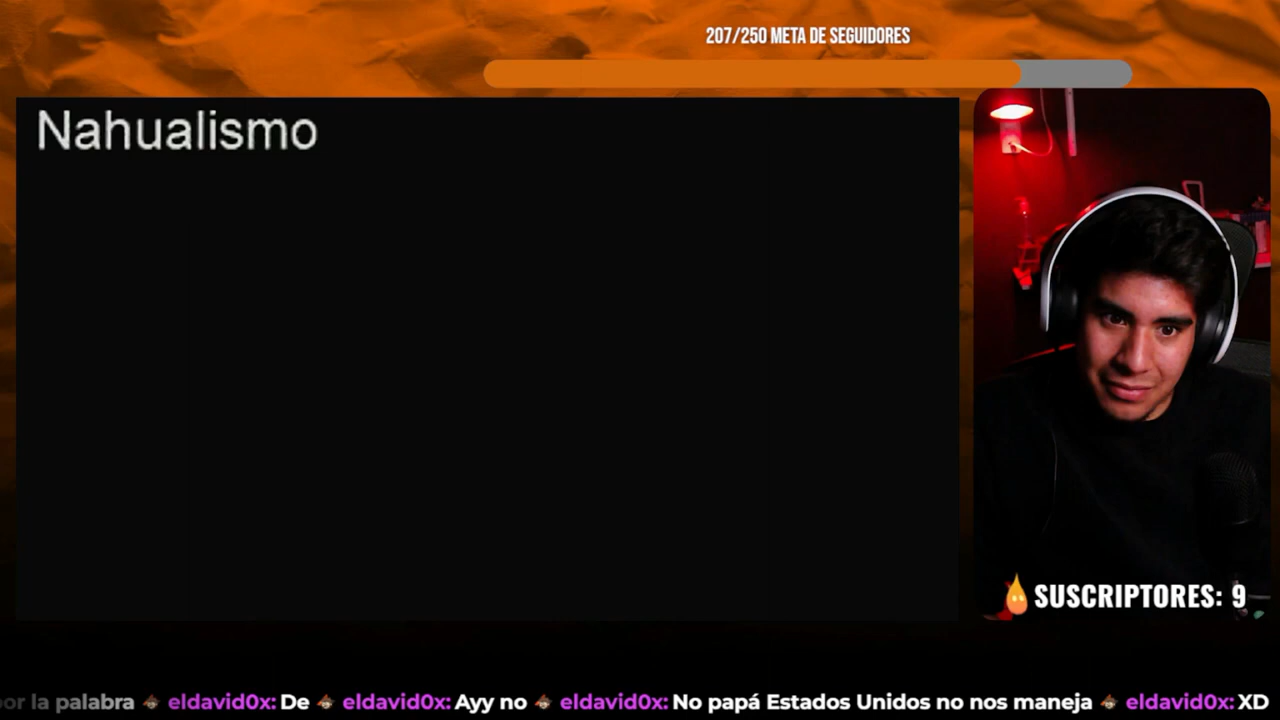 207/250 META DE SEGUIDORES
Nahualismo
SUSCRIPTORES: 9
or la palabra eldavid0x: De eldavid0x: Ayy no eldavid0x: No papá Estados Unidos no nos maneja eldavid0x: XD